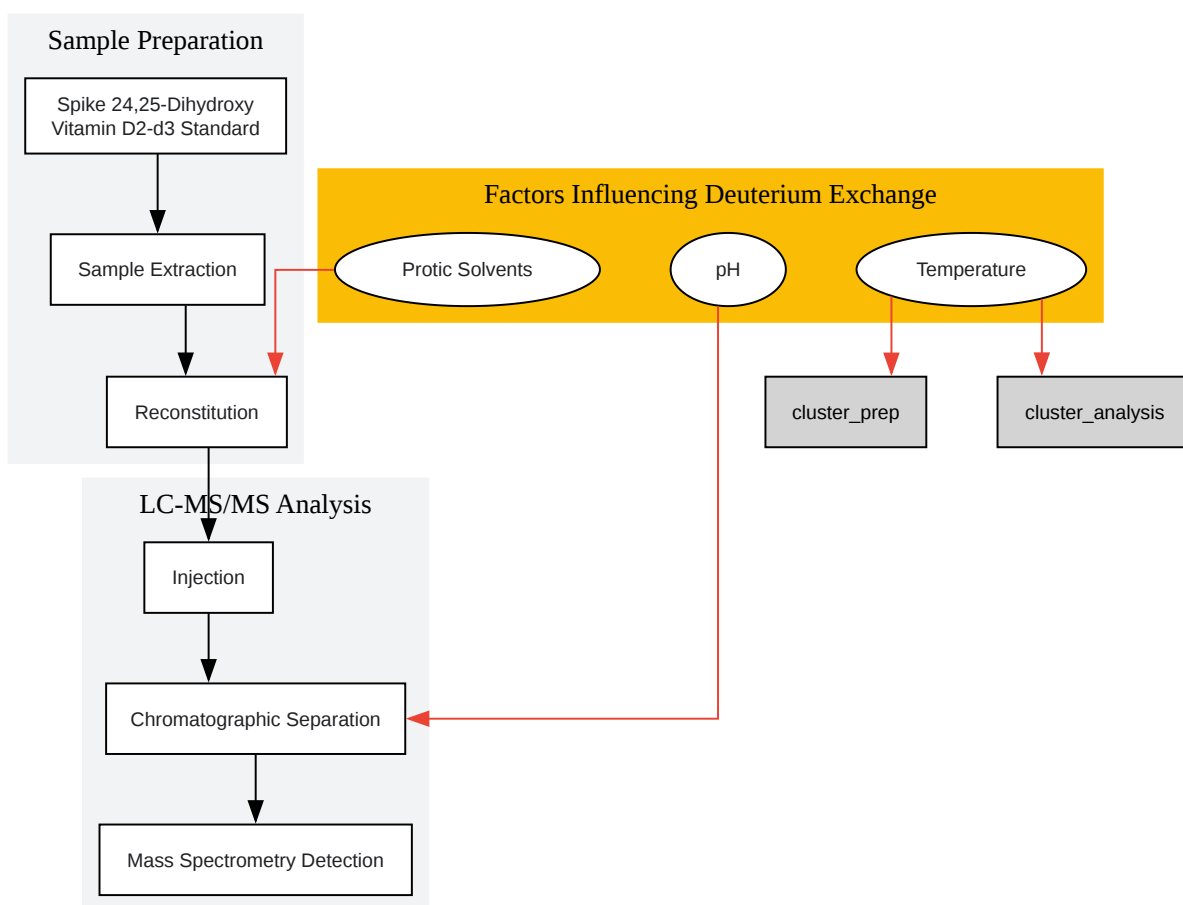 Sample Preparation
Spike 24,25-Dihydroxy
Vitamin D2-d3 Standard
Factors Influencing Deuterium Exchange
Sample Extraction
Protic Solvents
pH
Temperature
Reconstitution
cluster_prep
cluster_analysis
LC-MS/MS Analysis
Injection
Chromatographic Separation
Mass Spectrometry Detection